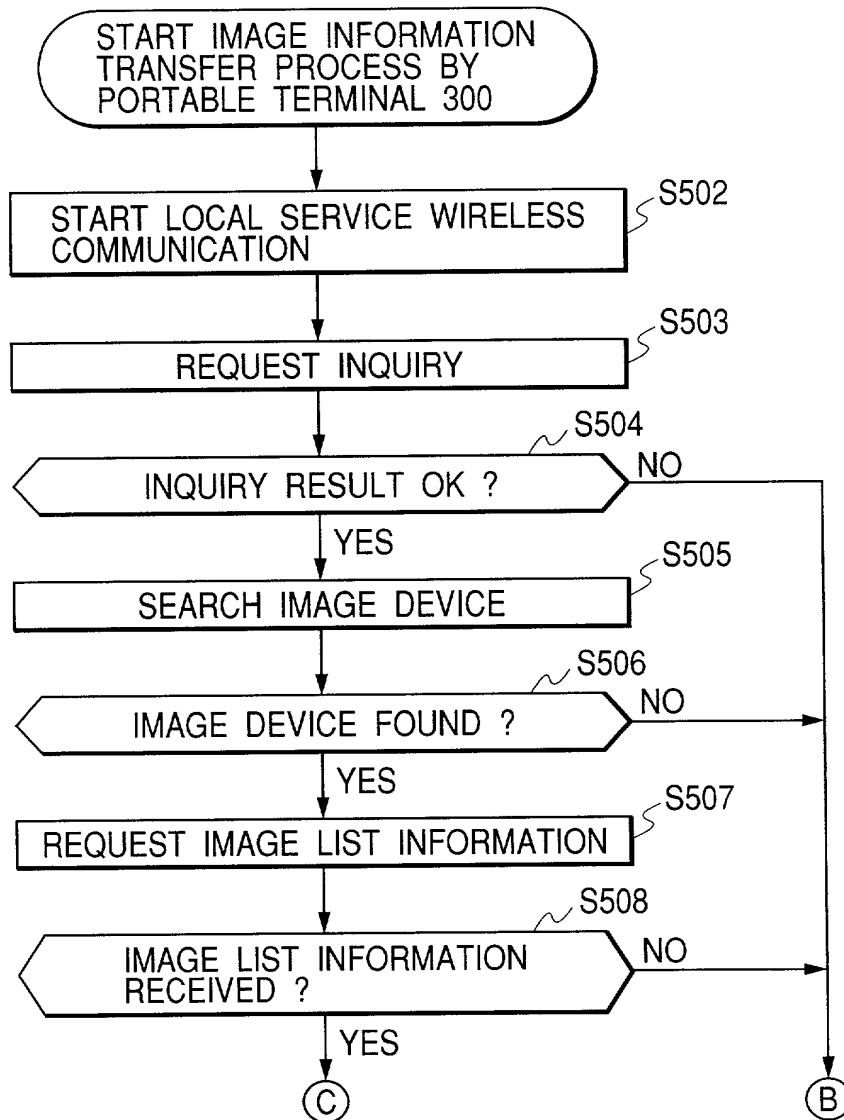 START IMAGE INFORMATION
TRANSFER PROCESS BY
PORTABLE TERMINAL 300
S502
START LOCAL SERVICE WIRELESS
COMMUNICATION
S503
REQUEST INQUIRY
S504
INQUIRY RESULT OK ?
NO
YES
S505
SEARCH IMAGE DEVICE
S506
IMAGE DEVICE FOUND ?
NO
YES
S507
REQUEST IMAGE LIST INFORMATION
S508
IMAGE LIST INFORMATION
RECEIVED ?
NO
YES
C
B